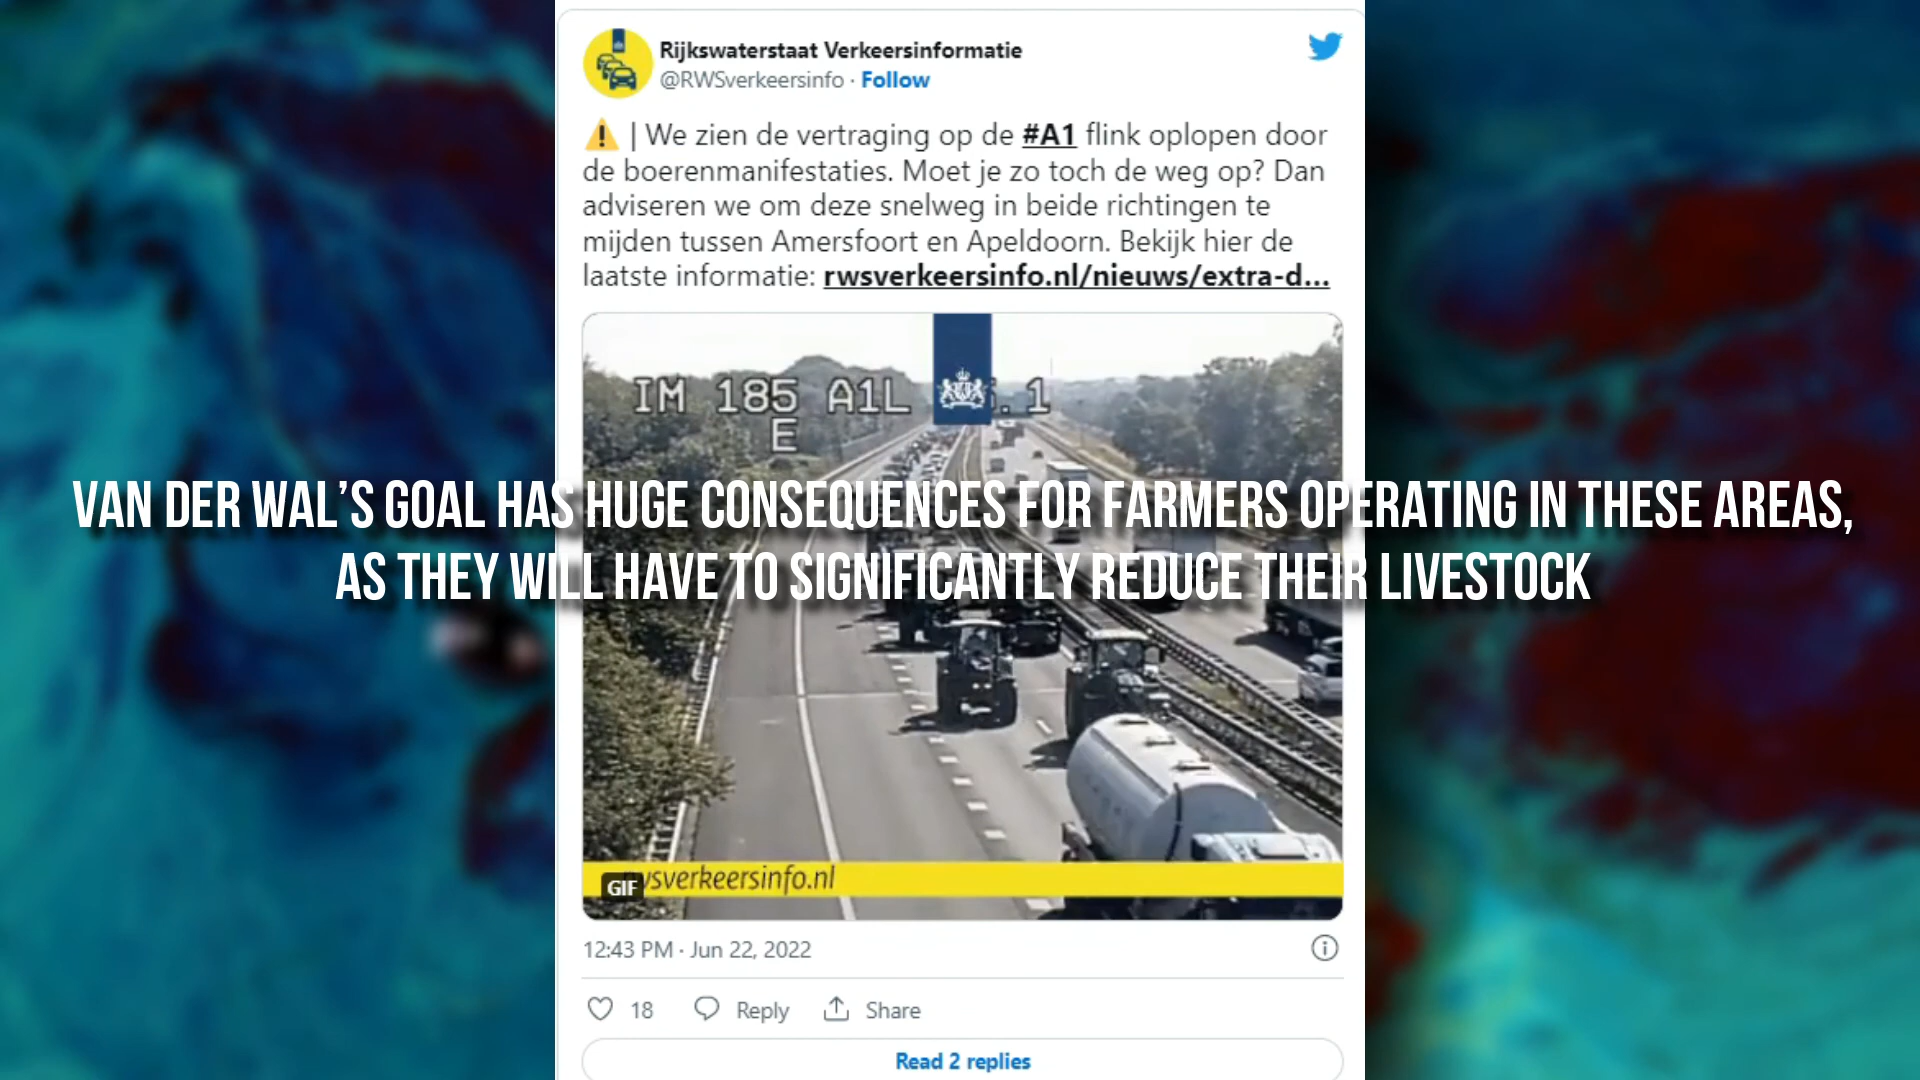 Rijkswaterstaat Verkeersinformatie
@RWSverkeersinfo · Follow
⚠️ | We zien de vertraging op de #A1 flink oplopen door
de boerenmanifestaties. Moet je zo toch de weg op? Dan
adviseren we om deze snelweg in beide richtingen te
mijden tussen Amersfoort en Apeldoorn. Bekijk hier de
laatste informatie: rwsverkeersinfo.nl/nieuws/extra-d...
IM 185 A1L .1
E
VAN DER WAL’S GOAL HAS HUGE CONSEQUENCES FOR FARMERS OPERATING IN THESE AREAS,
AS THEY WILL HAVE TO SIGNIFICANTLY REDUCE THEIR LIVESTOCK
rwsverkeersinfo.nl
GIF
12:43 PM · Jun 22, 2022
18 Reply Share
Read 2 replies